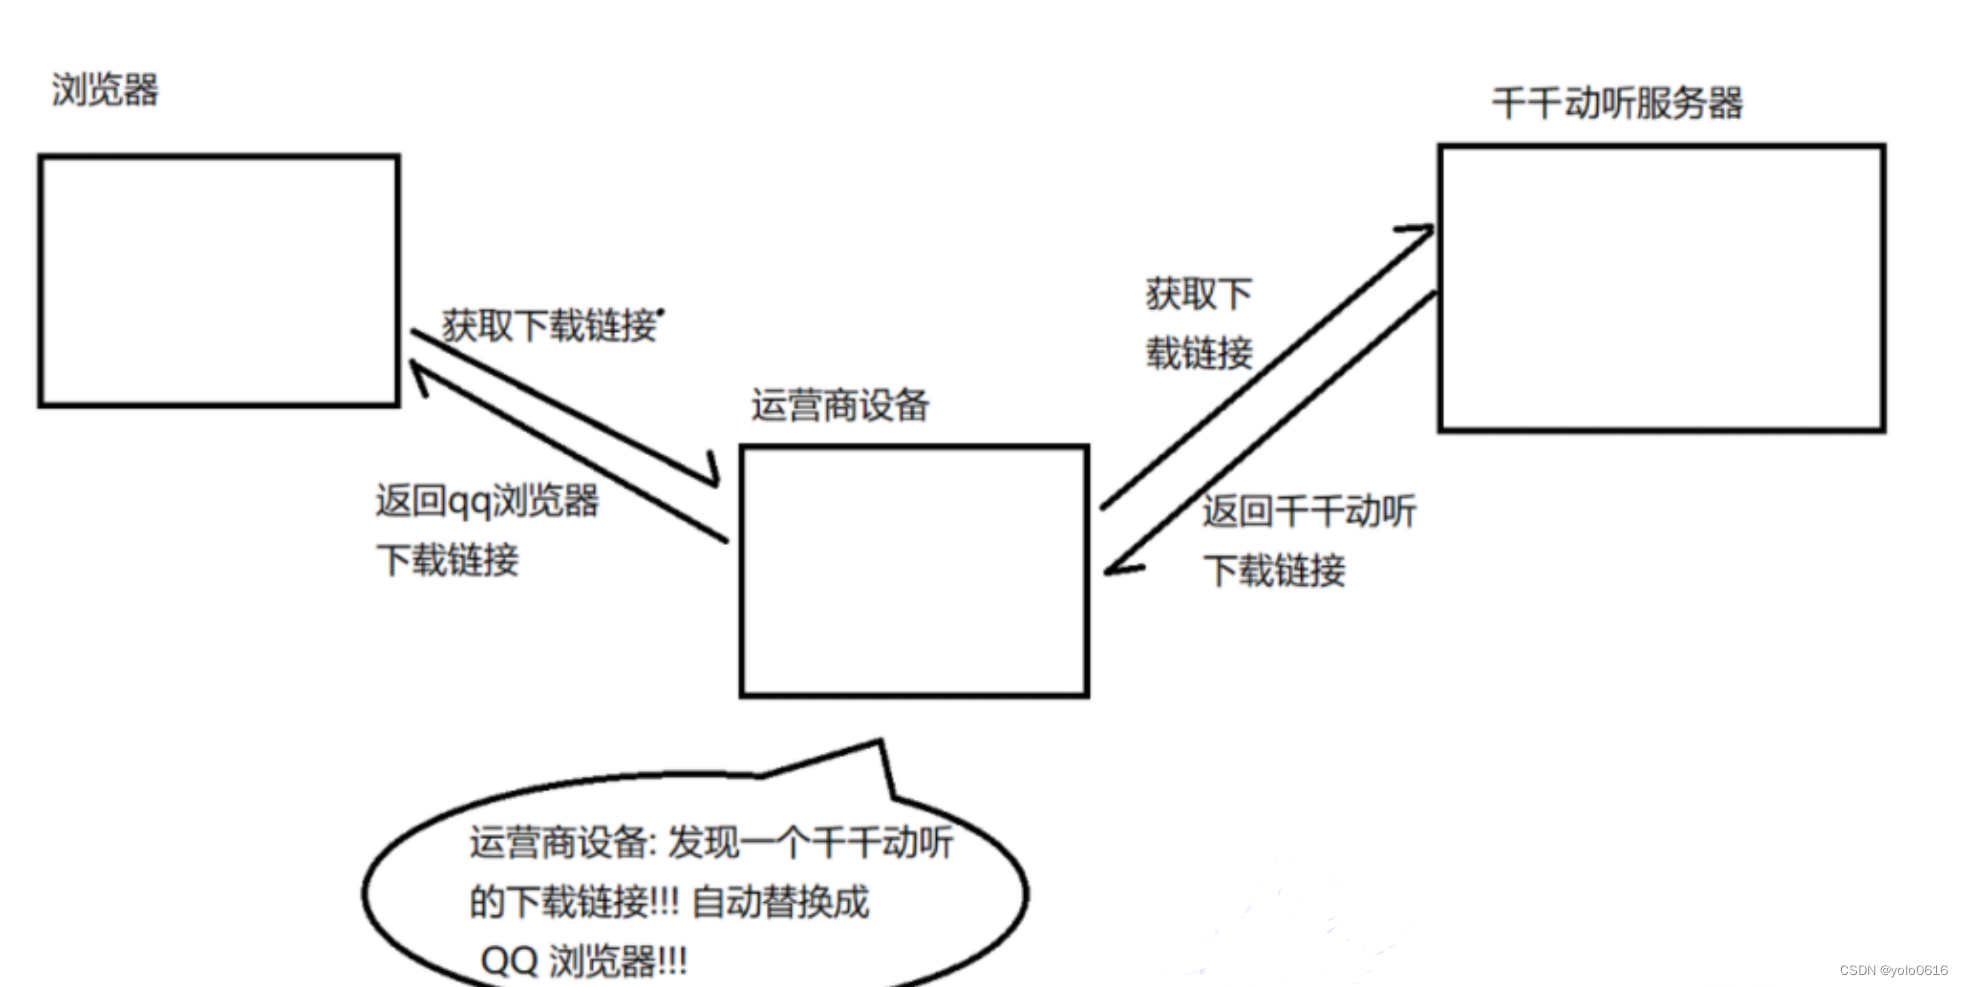 浏览器
千千动听服务器
获取下载链接
获取下
载链接
运营商设备
返回qq浏览器
下载链接
返回千千动听
下载链接
运营商设备: 发现一个千千动听
的下载链接!!! 自动替换成
QQ 浏览器!!!
CSDN @yolo0616